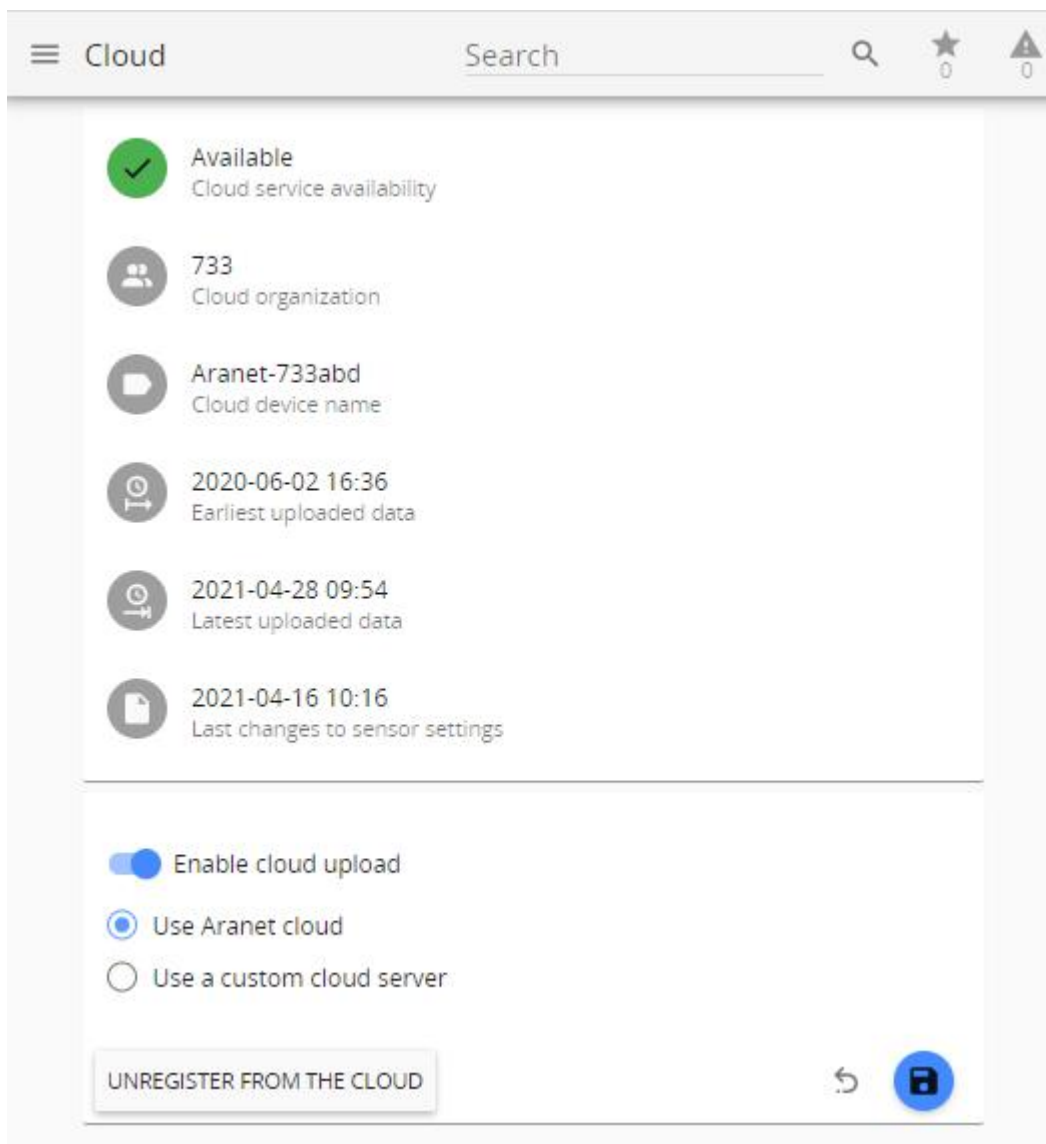 Cloud
Search
0
0
Available
Cloud service availability
733
Cloud organization
Aranet-733abd
Cloud device name
2020-06-02 16:36
Earliest uploaded data
2021-04-28 09:54
Latest uploaded data
2021-04-16 10:16
Last changes to sensor settings
Enable cloud upload
Use Aranet cloud
Use a custom cloud server
UNREGISTER FROM THE CLOUD